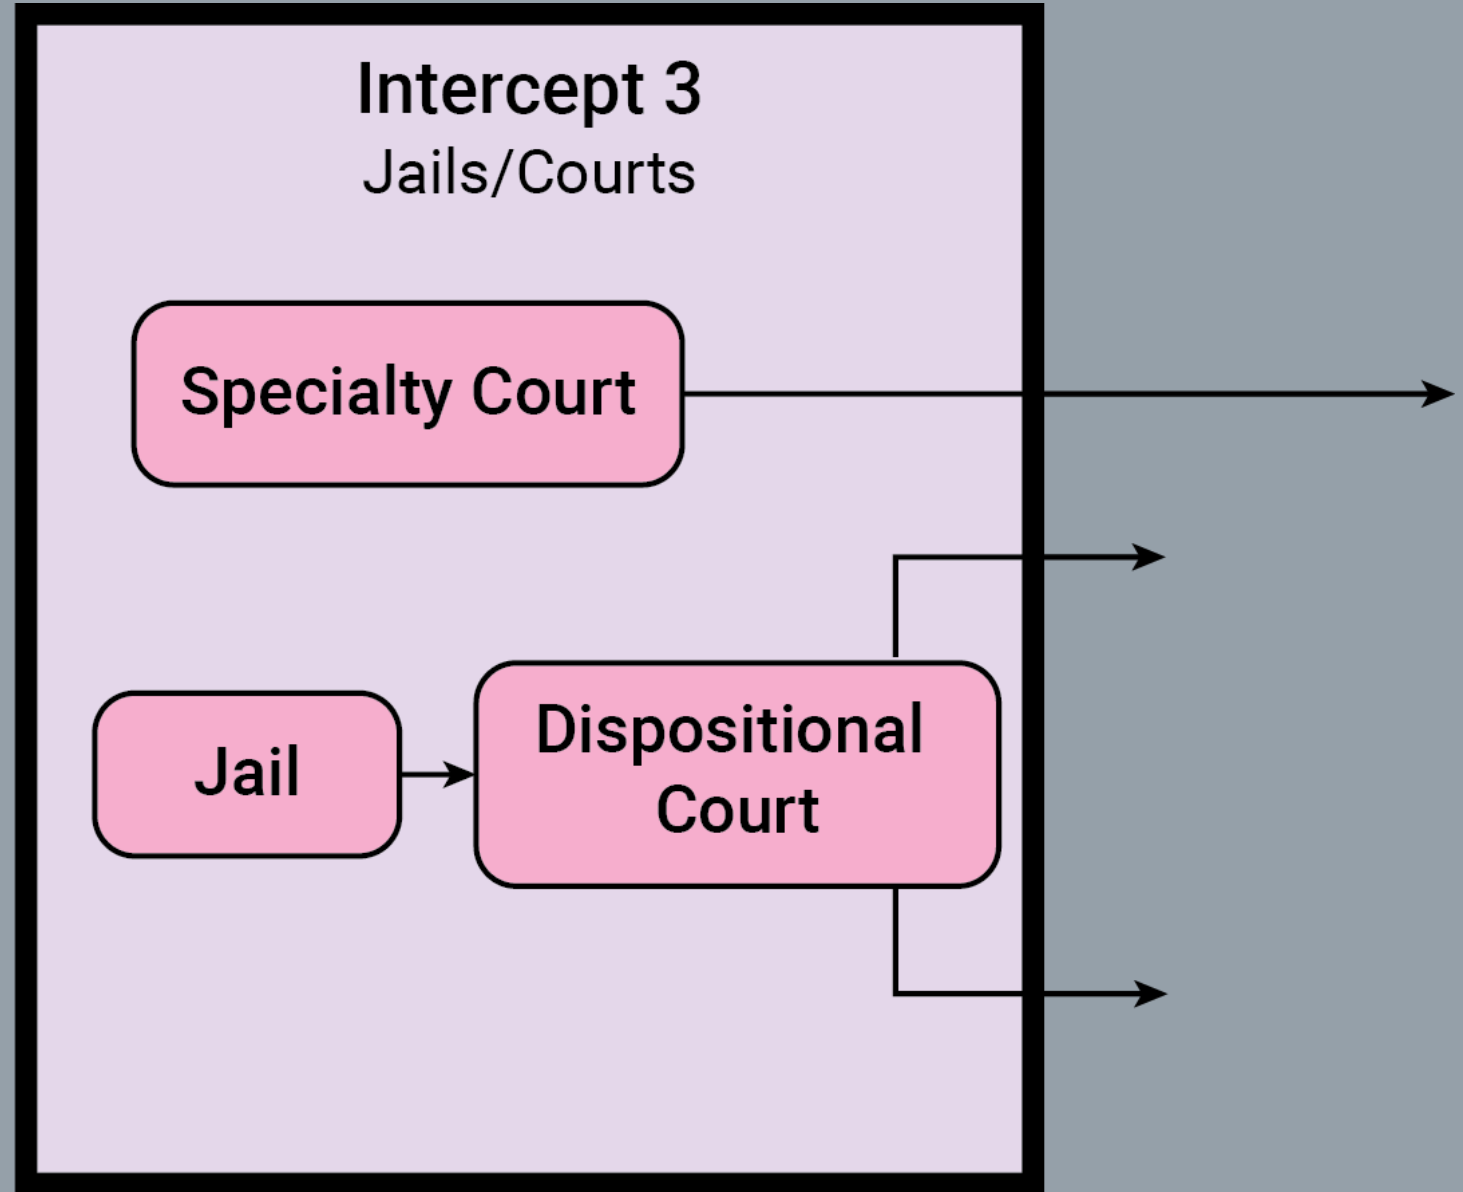 Intercept 3
Jails/Courts
Specialty Court
Jail
Dispositional
Court